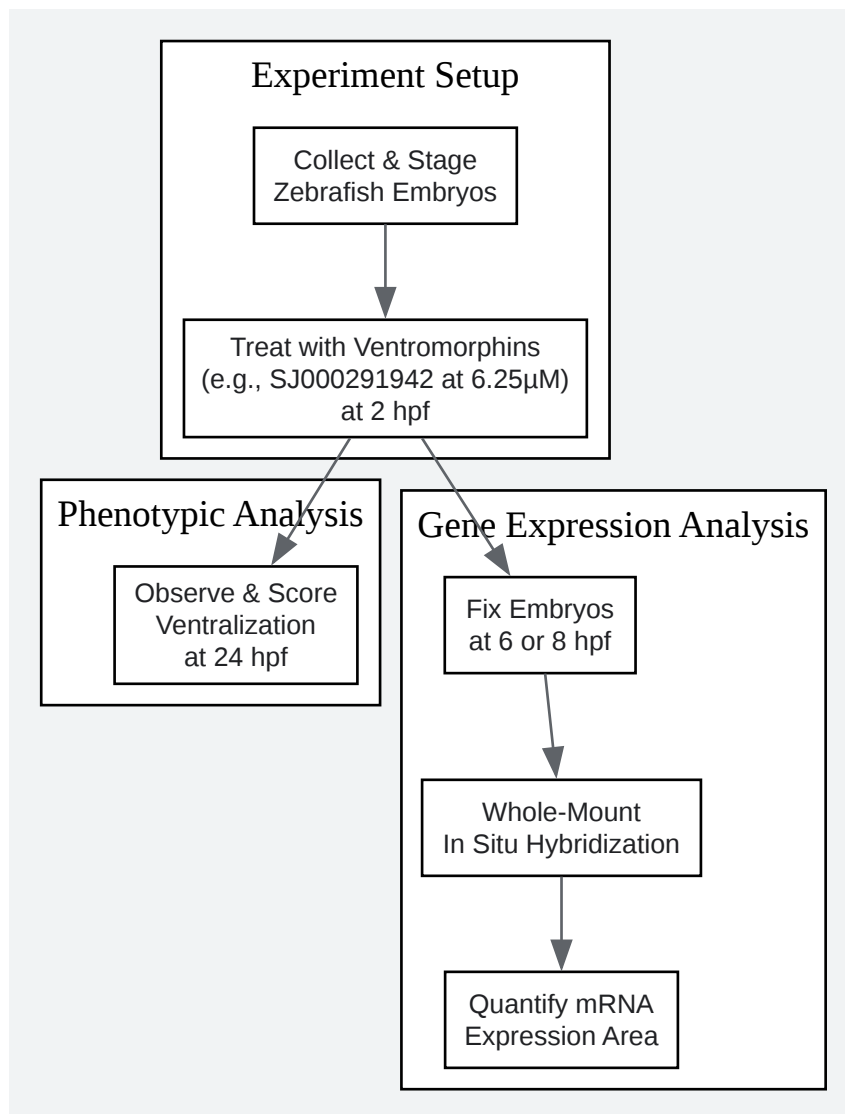 Experiment Setup
Collect & Stage
Zebrafish Embryos
Treat with Ventromorphins
(e.g., SJ000291942 at 6.25µM)
at 2 hpf
Phenotypic Analysis
Observe & Score
Ventralization
at 24 hpf
Gene Expression Analysis
Fix Embryos
at 6 or 8 hpf
Whole-Mount
In Situ Hybridization
Quantify mRNA
Expression Area